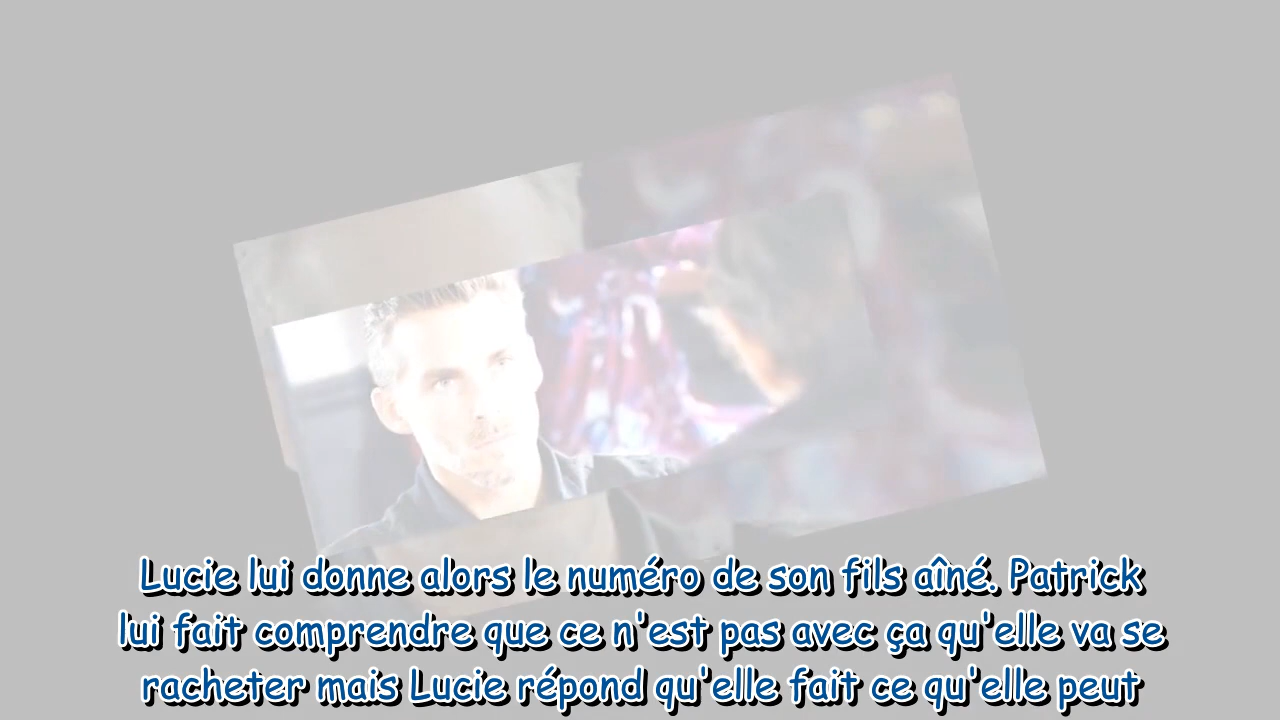 Lucie lui donne alors le numéro de son fils aîné. Patrick
lui fait comprendre que ce n'est pas avec ça qu'elle va se
racheter mais Lucie répond qu'elle fait ce qu'elle peut